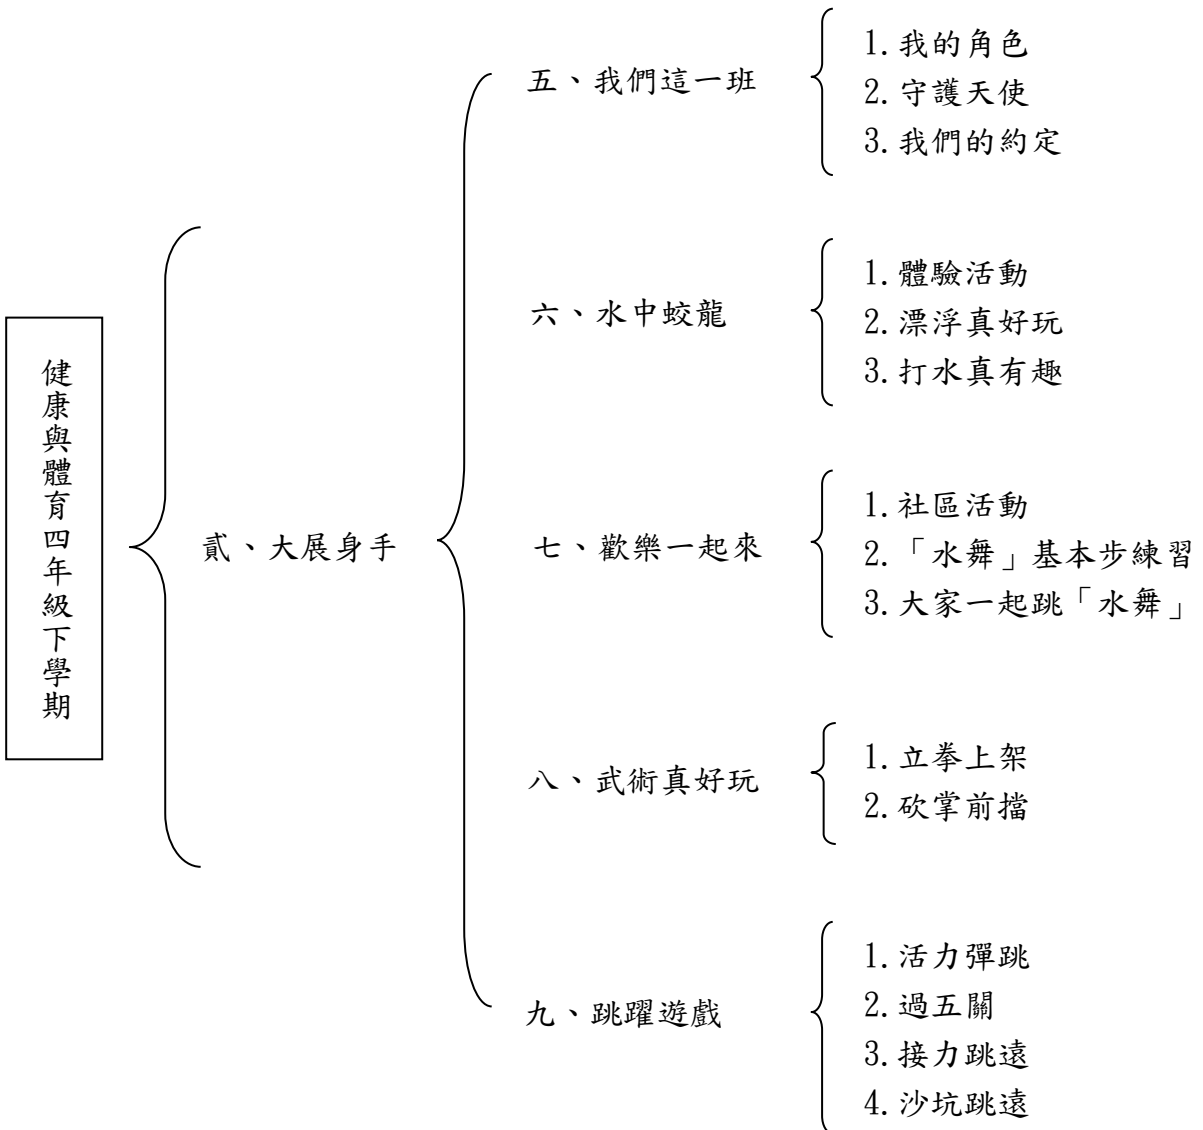 健康與體育四年級下學期
貳、大展身手
五、我們這一班
1.我的角色
2.守護天使
3.我們的約定
六、水中蛟龍
1.體驗活動
2.漂浮真好玩
3.打水真有趣
七、歡樂一起來
1.社區活動
2.「水舞」基本步練習
3.大家一起跳「水舞」
八、武術真好玩
1.立拳上架
2.砍掌前擋
九、跳躍遊戲
1.活力彈跳
2.過五關
3.接力跳遠
4.沙坑跳遠